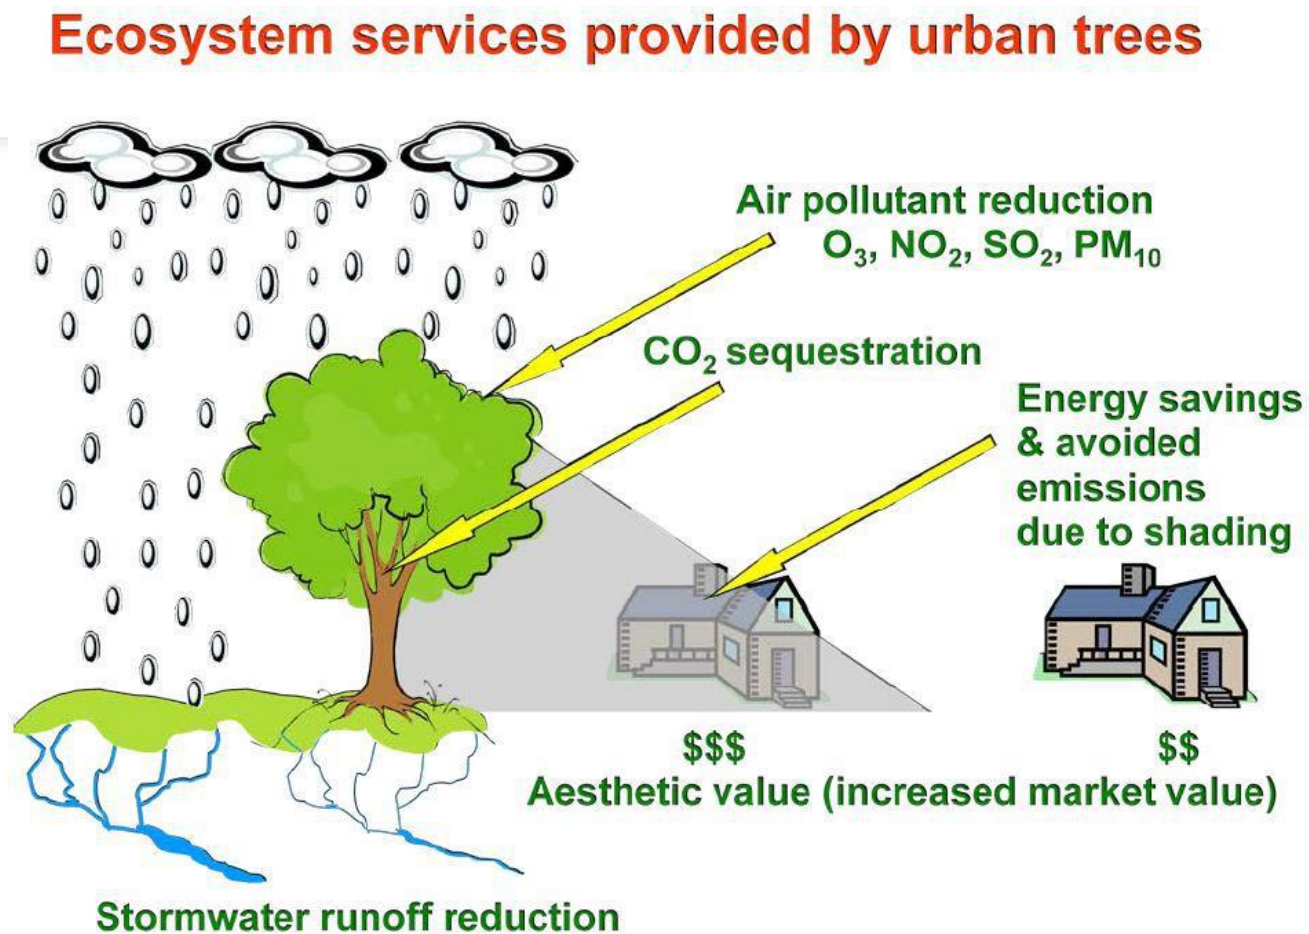 Ecosystem services provided by urban trees
Air pollutant reduction
O₃, NO₂, SO₂, PM₁₀
CO₂ sequestration
Energy savings
& avoided
emissions
due to shading
$$$
$$
Aesthetic value (increased market value)
Stormwater runoff reduction